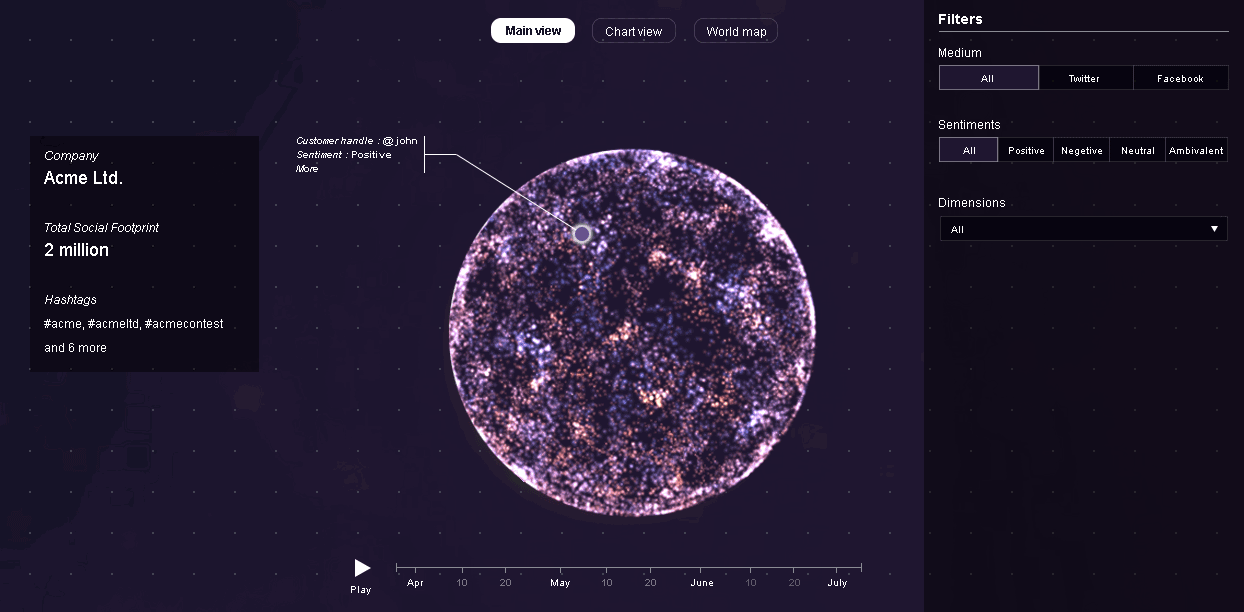 Main view
Chart view
World map
Filters
Medium
All
Twitter
Facebook
Sentiments
All
Positive
Negetive
Neutral
Ambivalent
Dimensions
All
Company
Acme Ltd.
Total Social Footprint
2 million
Hashtags
#acme, #acmeltd, #acmecontest
and 6 more
Customer handle : @ john
Sentiment : Positive
More
Play
Apr 10 20 May 10 20 June 10 20 July